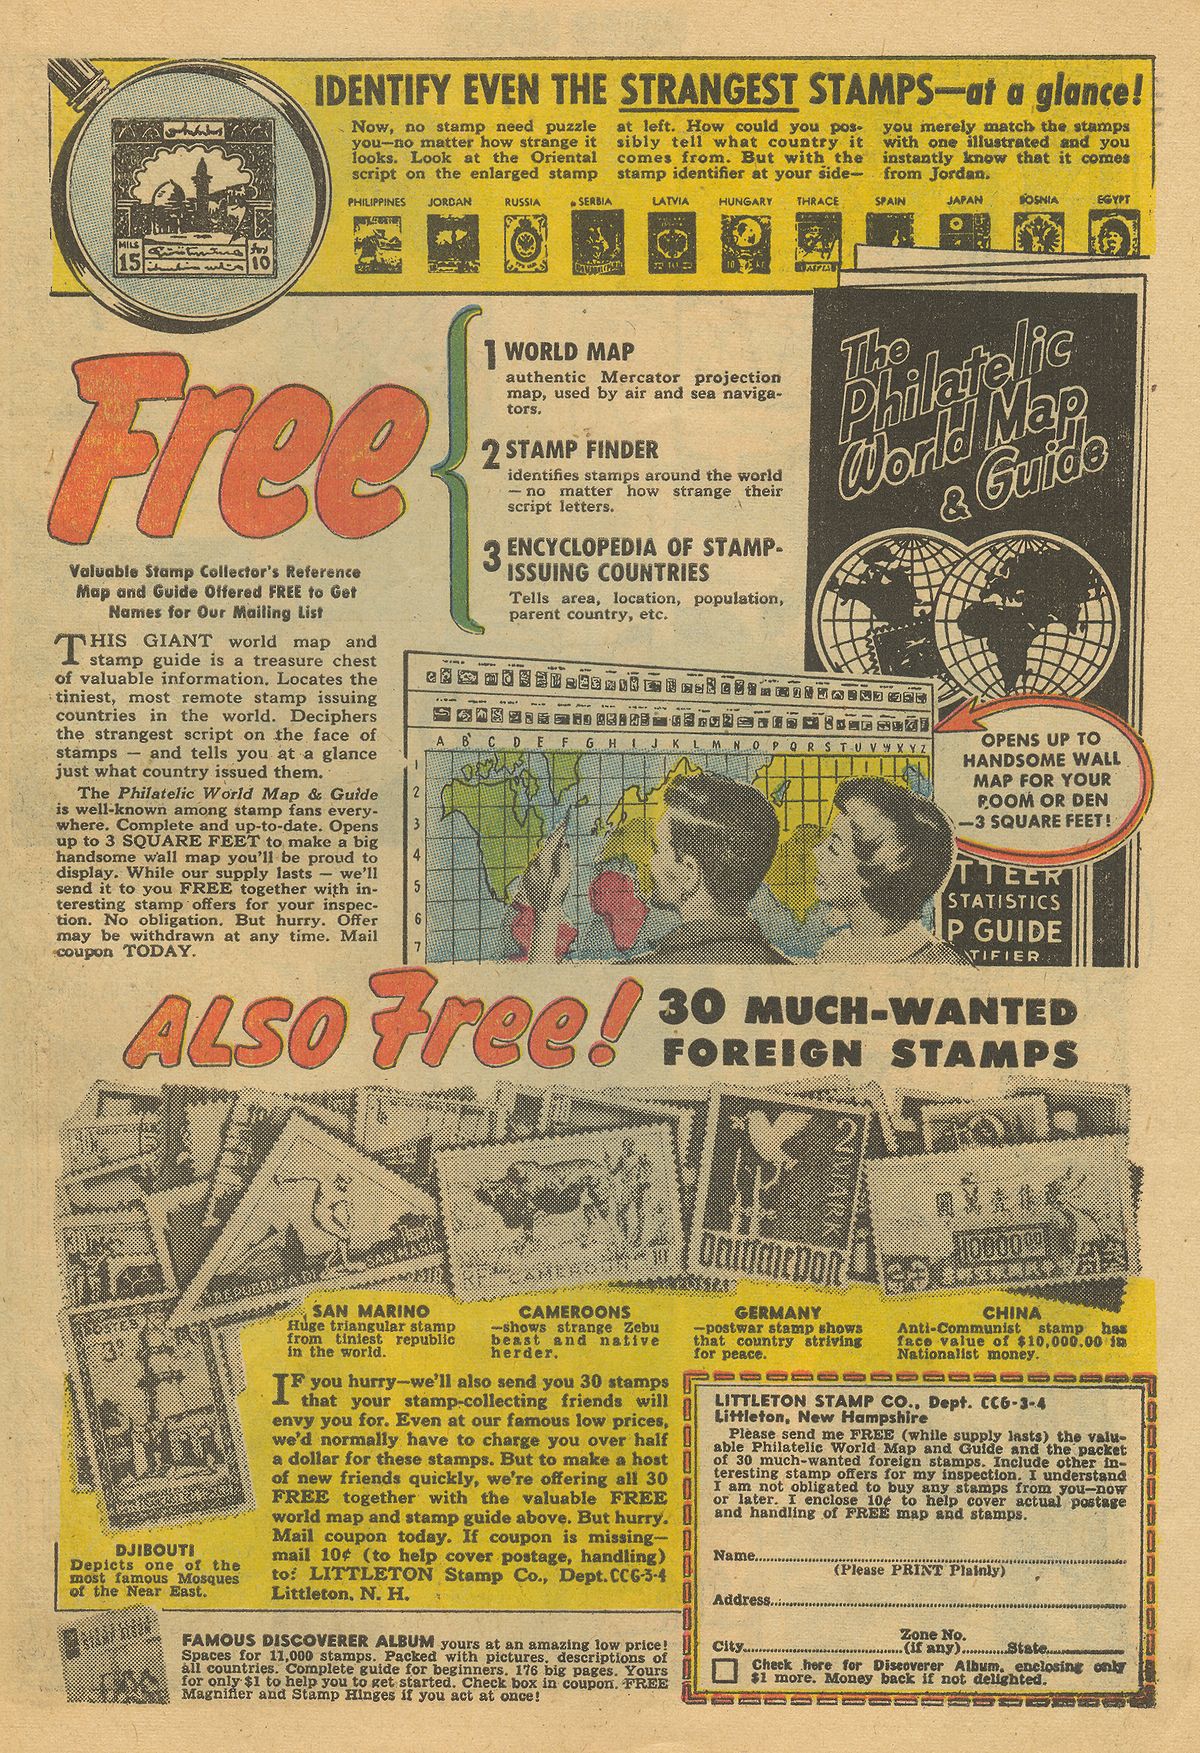 IDENTIFY EVEN THE STRANGEST STAMPS—at a glance!
Now, no stamp need puzzle
you—no matter how strange it
looks. Look at the Oriental
script on the enlarged stamp
at left. How could you pos-
sibly tell what country it
comes from. But with the
stamp identifier at your side—
you merely match the stamps
with one illustrated and you
instantly know that it comes
from Jordan.
MILS
15
10
PHILIPPINES JORDAN RUSSIA SERBIA LATVIA HUNGARY THRACE SPAIN JAPAN BOSNIA EGYPT
Free
1 WORLD MAP
authentic Mercator projection
map, used by air and sea naviga-
tors.
2 STAMP FINDER
identifies stamps around the world
—no matter how strange their
script letters.
3 ENCYCLOPEDIA OF STAMP-
ISSUING COUNTRIES
Tells area, location, population,
parent country, etc.
The
Philatelic
World Map
& Guide
Valuable Stamp Collector's Reference
Map and Guide Offered FREE to Get
Names for Our Mailing List
THIS GIANT world map and
stamp guide is a treasure chest
of valuable information. Locates the
tiniest, most remote stamp issuing
countries in the world. Deciphers
the strangest script on the face of
stamps — and tells you at a glance
just what country issued them.
The Philatelic World Map & Guide
is well-known among stamp fans every-
where. Complete and up-to-date. Opens
up to 3 SQUARE FEET to make a big
handsome wall map you'll be proud to
display. While our supply lasts — we'll
send it to you FREE together with in-
teresting stamp offers for your inspec-
tion. No obligation. But hurry. Offer
may be withdrawn at any time. Mail
coupon TODAY.
A B C D E F G H I J K L M N O P Q R S T U V W X Y Z
1
2
3
4
5
6
7
OPENS UP TO
HANDSOME WALL
MAP FOR YOUR
ROOM OR DEN
—3 SQUARE FEET!
TTEER
STATISTICS
P GUIDE
TIFIER
ALSO Free! 30 MUCH-WANTED
FOREIGN STAMPS
CAMEROUN
2
deutschepost
1000000
SAN MARINO
Huge triangular stamp
from tiniest republic
in the world.
CAMEROONS
—shows strange Zebu
beast and native
herder.
GERMANY
—postwar stamp shows
that country striving
for peace.
CHINA
Anti-Communist stamp has
face value of $10,000.00 in
Nationalist money.
DJIBOUTI
Depicts one of the
most famous Mosques
of the Near East.
IF you hurry—we'll also send you 30 stamps
that your stamp-collecting friends will
envy you for. Even at our famous low prices,
we'd normally have to charge you over half
a dollar for these stamps. But to make a host
of new friends quickly, we're offering all 30
FREE together with the valuable FREE
world map and stamp guide above. But hurry.
Mail coupon today. If coupon is missing—
mail 10¢ (to help cover postage, handling)
to: LITTLETON Stamp Co., Dept. CCG-3-4
Littleton, N. H.
LITTLETON STAMP CO., Dept. CCG-3-4
Littleton, New Hampshire
Please send me FREE (while supply lasts) the valu-
able Philatelic World Map and Guide and the packet
of 30 much-wanted foreign stamps. Include other in-
teresting stamp offers for my inspection. I understand
I am not obligated to buy any stamps from you—now
or later. I enclose 10¢ to help cover actual postage
and handling of FREE map and stamps.
Name
(Please PRINT Plainly)
Address
City Zone No. (if any) State
Check here for Discoverer Album, enclosing only
$1 more. Money back if not delighted.
FAMOUS DISCOVERER ALBUM yours at an amazing low price!
Spaces for 11,000 stamps. Packed with pictures, descriptions of
all countries. Complete guide for beginners. 176 big pages. Yours
for only $1 to help you to get started. Check box in coupon. FREE
Magnifier and Stamp Hinges if you act at once!